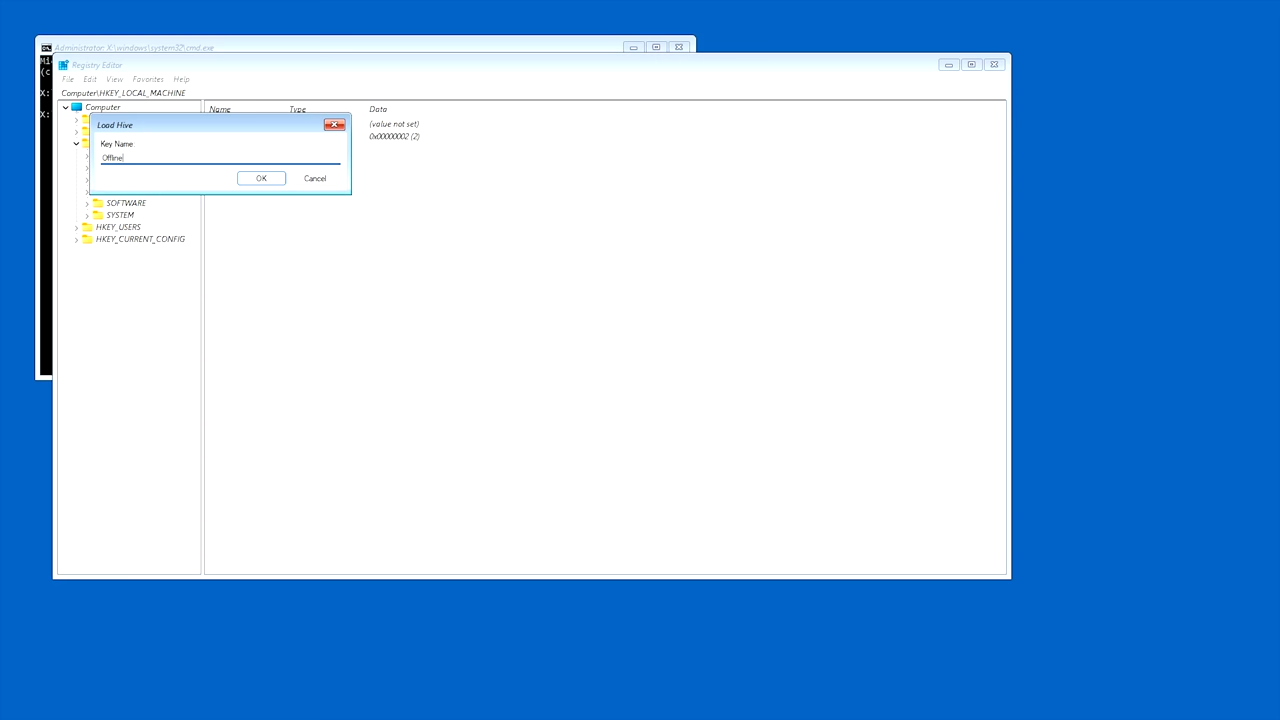 Administrator: X:\windows\system32\cmd.exe
Mi
(c
X:
X:
Registry Editor
File Edit View Favorites Help
Computer\HKEY_LOCAL_MACHINE
Computer
Name Type Data
(value not set)
0x00000002 (2)
Load Hive
Key Name
Offline
OK Cancel
SOFTWARE
SYSTEM
HKEY_USERS
HKEY_CURRENT_CONFIG